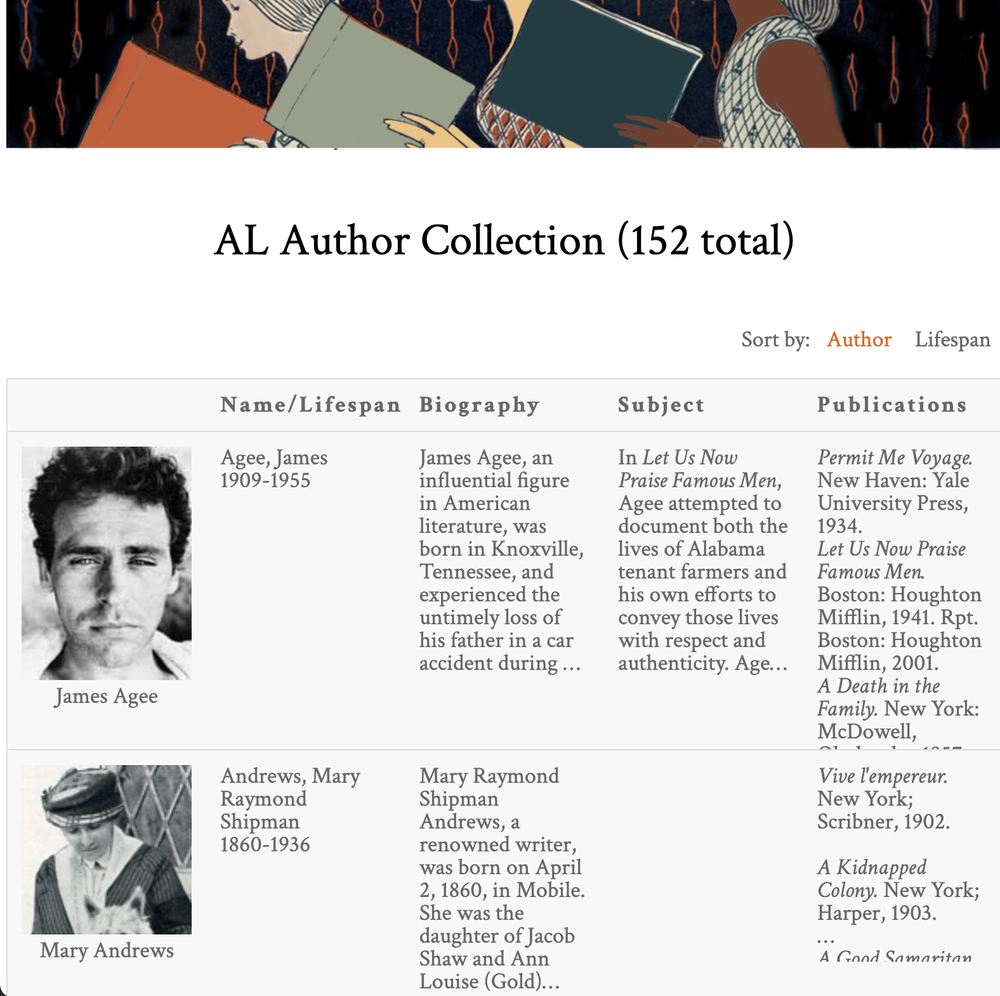 AL Author Collection (152 total)
Sort by: Author Lifespan
Name/Lifespan Biography Subject Publications
James Agee
Agee, James
1909-1955
James Agee, an
influential figure
in American
literature, was
born in Knoxville,
Tennessee, and
experienced the
untimely loss of
his father in a car
accident during …
In Let Us Now
Praise Famous Men,
Agee attempted to
document both the
lives of Alabama
tenant farmers and
his own efforts to
convey those lives
with respect and
authenticity. Age…
Permit Me Voyage.
New Haven: Yale
University Press,
1934.
Let Us Now Praise
Famous Men.
Boston: Houghton
Mifflin, 1941. Rpt.
Boston: Houghton
Mifflin, 2001.
A Death in the
Family. New York:
McDowell,
Mary Andrews
Andrews, Mary
Raymond
Shipman
1860-1936
Mary Raymond
Shipman
Andrews, a
renowned writer,
was born on April
2, 1860, in Mobile.
She was the
daughter of Jacob
Shaw and Ann
Louise (Gold)…
Vive l'empereur.
New York;
Scribner, 1902.
A Kidnapped
Colony. New York;
Harper, 1903.
…
A Good Samaritan